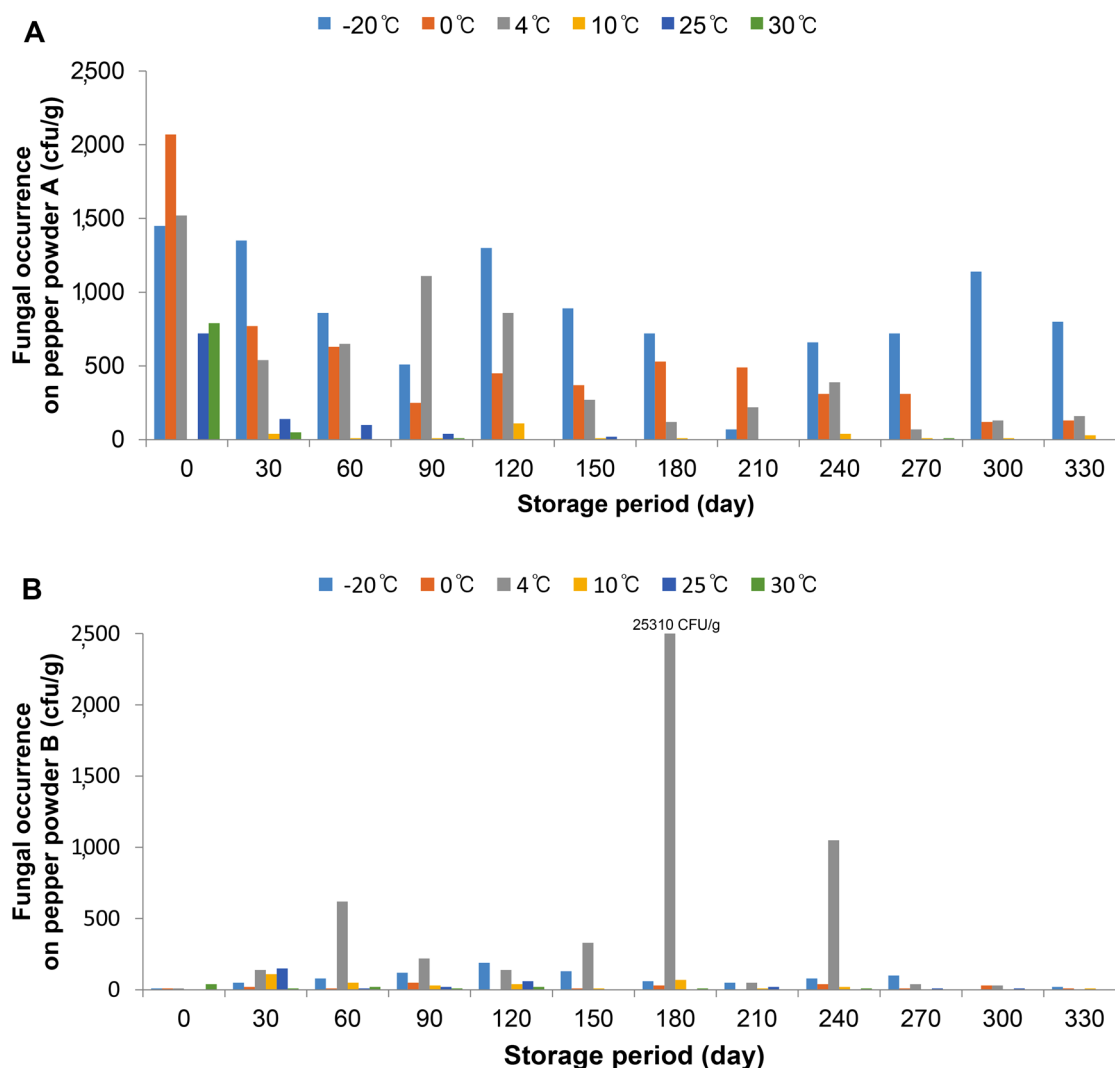 A
-20℃ 0℃ 4℃ 10℃ 25℃ 30℃
Fungal occurrence
on pepper powder A (cfu/g)
2,500
2,000
1,500
1,000
500
0
0 30 60 90 120 150 180 210 240 270 300 330
Storage period (day)
B
-20℃ 0℃ 4℃ 10℃ 25℃ 30℃
Fungal occurrence
on pepper powder B (cfu/g)
25310 CFU/g
2,500
2,000
1,500
1,000
500
0
0 30 60 90 120 150 180 210 240 270 300 330
Storage period (day)